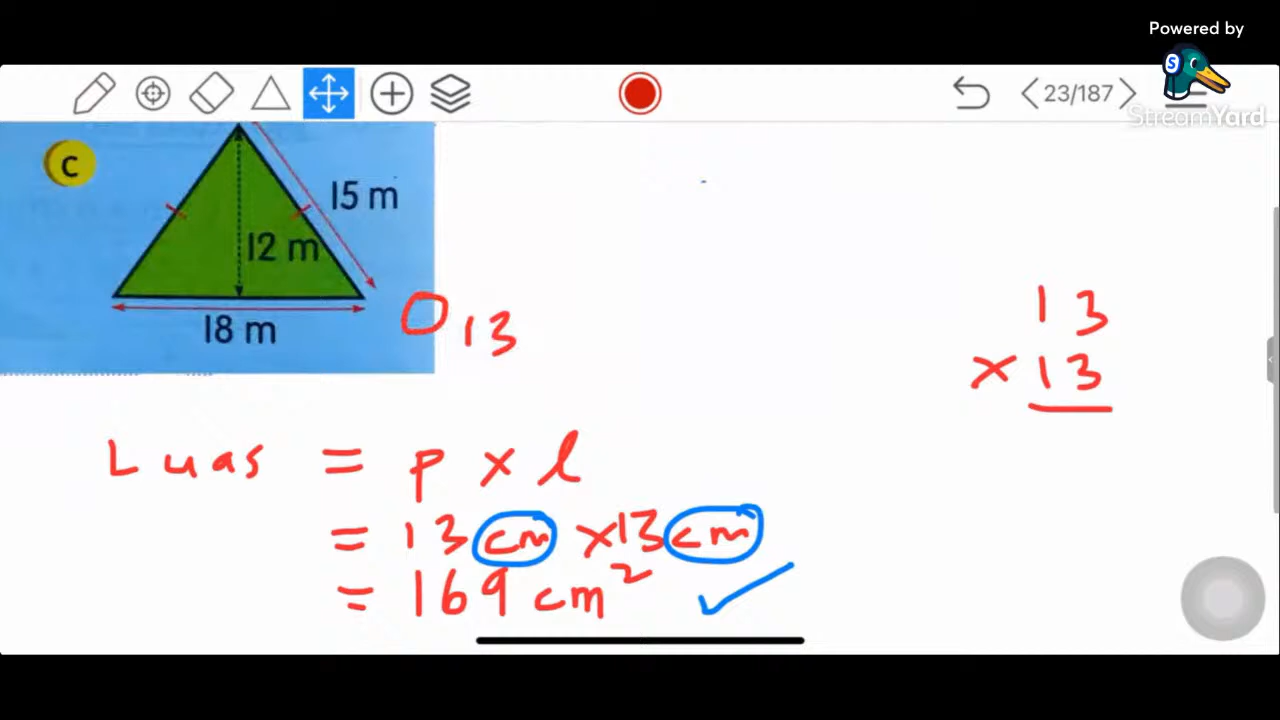 Powered by
StreamYard
23/187
C
15 m
12 m
18 m
13
13
× 13
Luas = p × l
= 13 cm × 13 cm
= 169 cm²